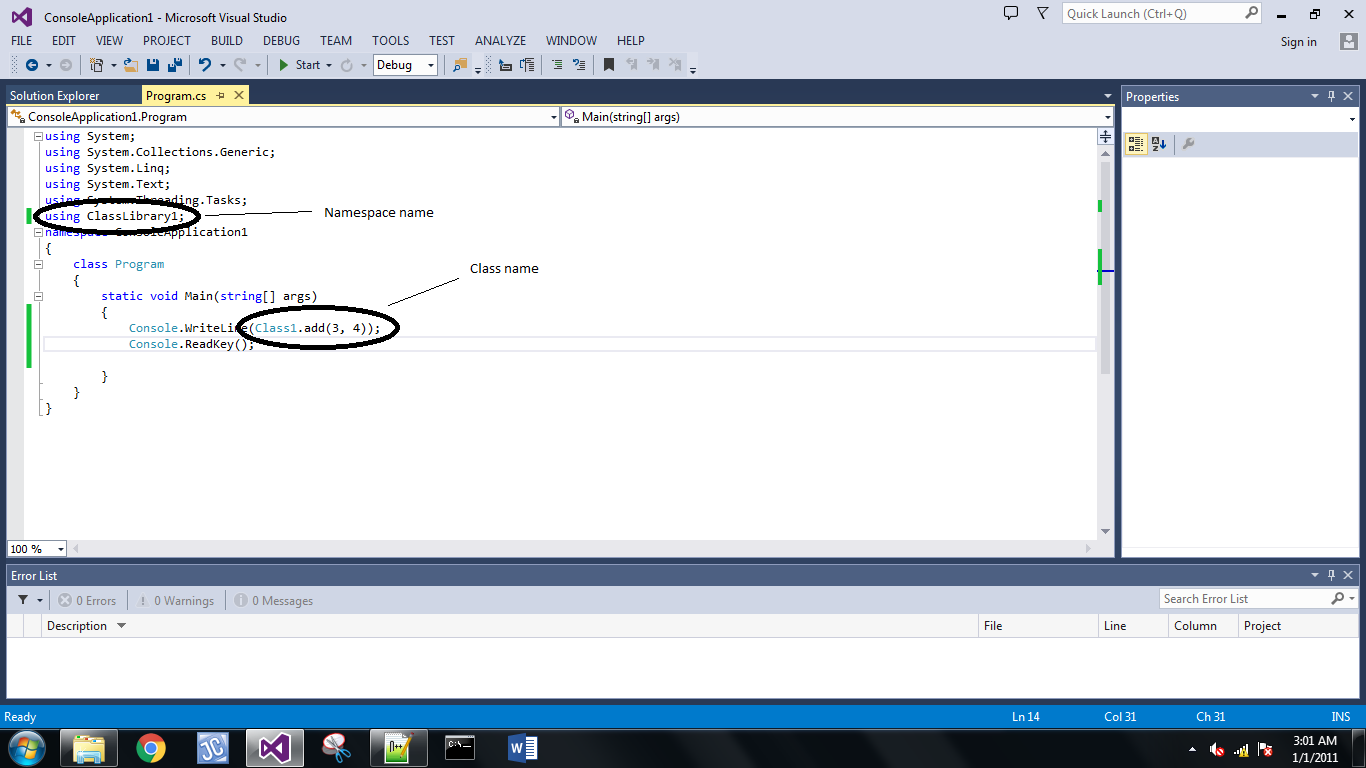 ConsoleApplication1 - Microsoft Visual Studio
Quick Launch (Ctrl+Q)
FILE EDIT VIEW PROJECT BUILD DEBUG TEAM TOOLS TEST ANALYZE WINDOW HELP
Sign in
Start Debug
Solution Explorer Program.cs
Properties
ConsoleApplication1.Program Main(string[] args)
using System;
using System.Collections.Generic;
using System.Linq;
using System.Text;
using System.Threading.Tasks;
using ClassLibrary1;
Namespace name
namespace ConsoleApplication1
{
class Program
Class name
{
static void Main(string[] args)
{
Console.WriteLine(Class1.add(3, 4));
Console.ReadKey();
}
}
}
100 %
Error List
0 Errors 0 Warnings 0 Messages
Search Error List
Description File Line Column Project
Ready Ln 14 Col 31 Ch 31 INS
3:01 AM
1/1/2011